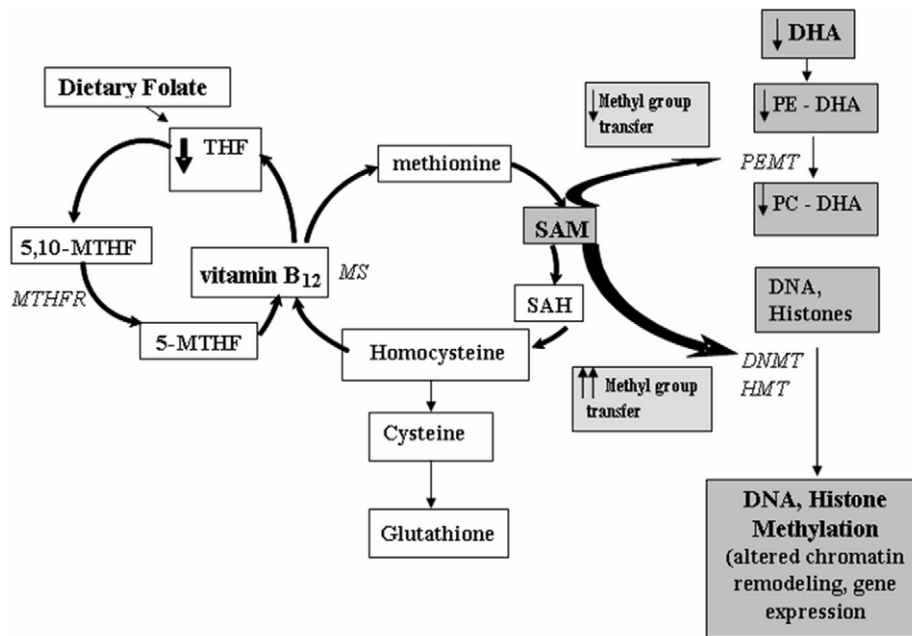 DHA
Dietary Folate
Methyl group
transfer
PE - DHA
THF
methionine
PEMT
PC - DHA
SAM
5,10-MTHF
vitamin B12
MS
MTHFR
DNA,
Histones
SAH
5-MTHF
Homocysteine
DNMT
HMT
Methyl group
transfer
Cysteine
DNA, Histone
Methylation
(altered chromatin
remodeling, gene
expression
Glutathione